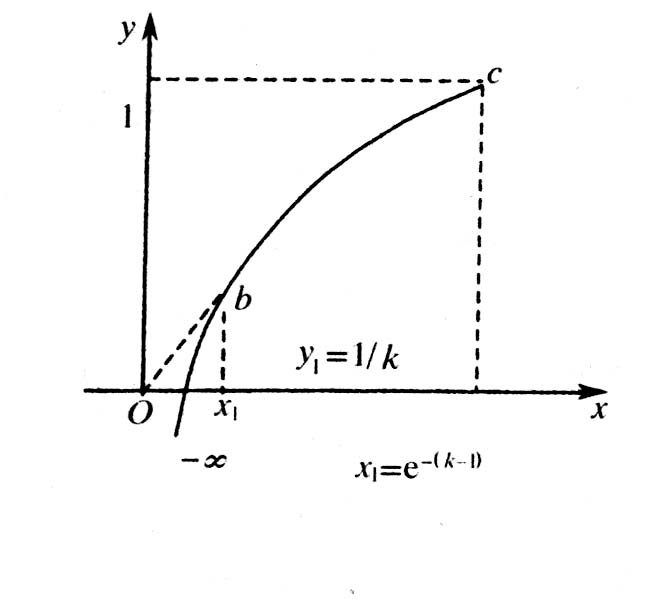 y
c
1
b
y₁=1/k
O
x₁
x
−∞
x₁=e⁻⁽ᵏ⁻¹⁾